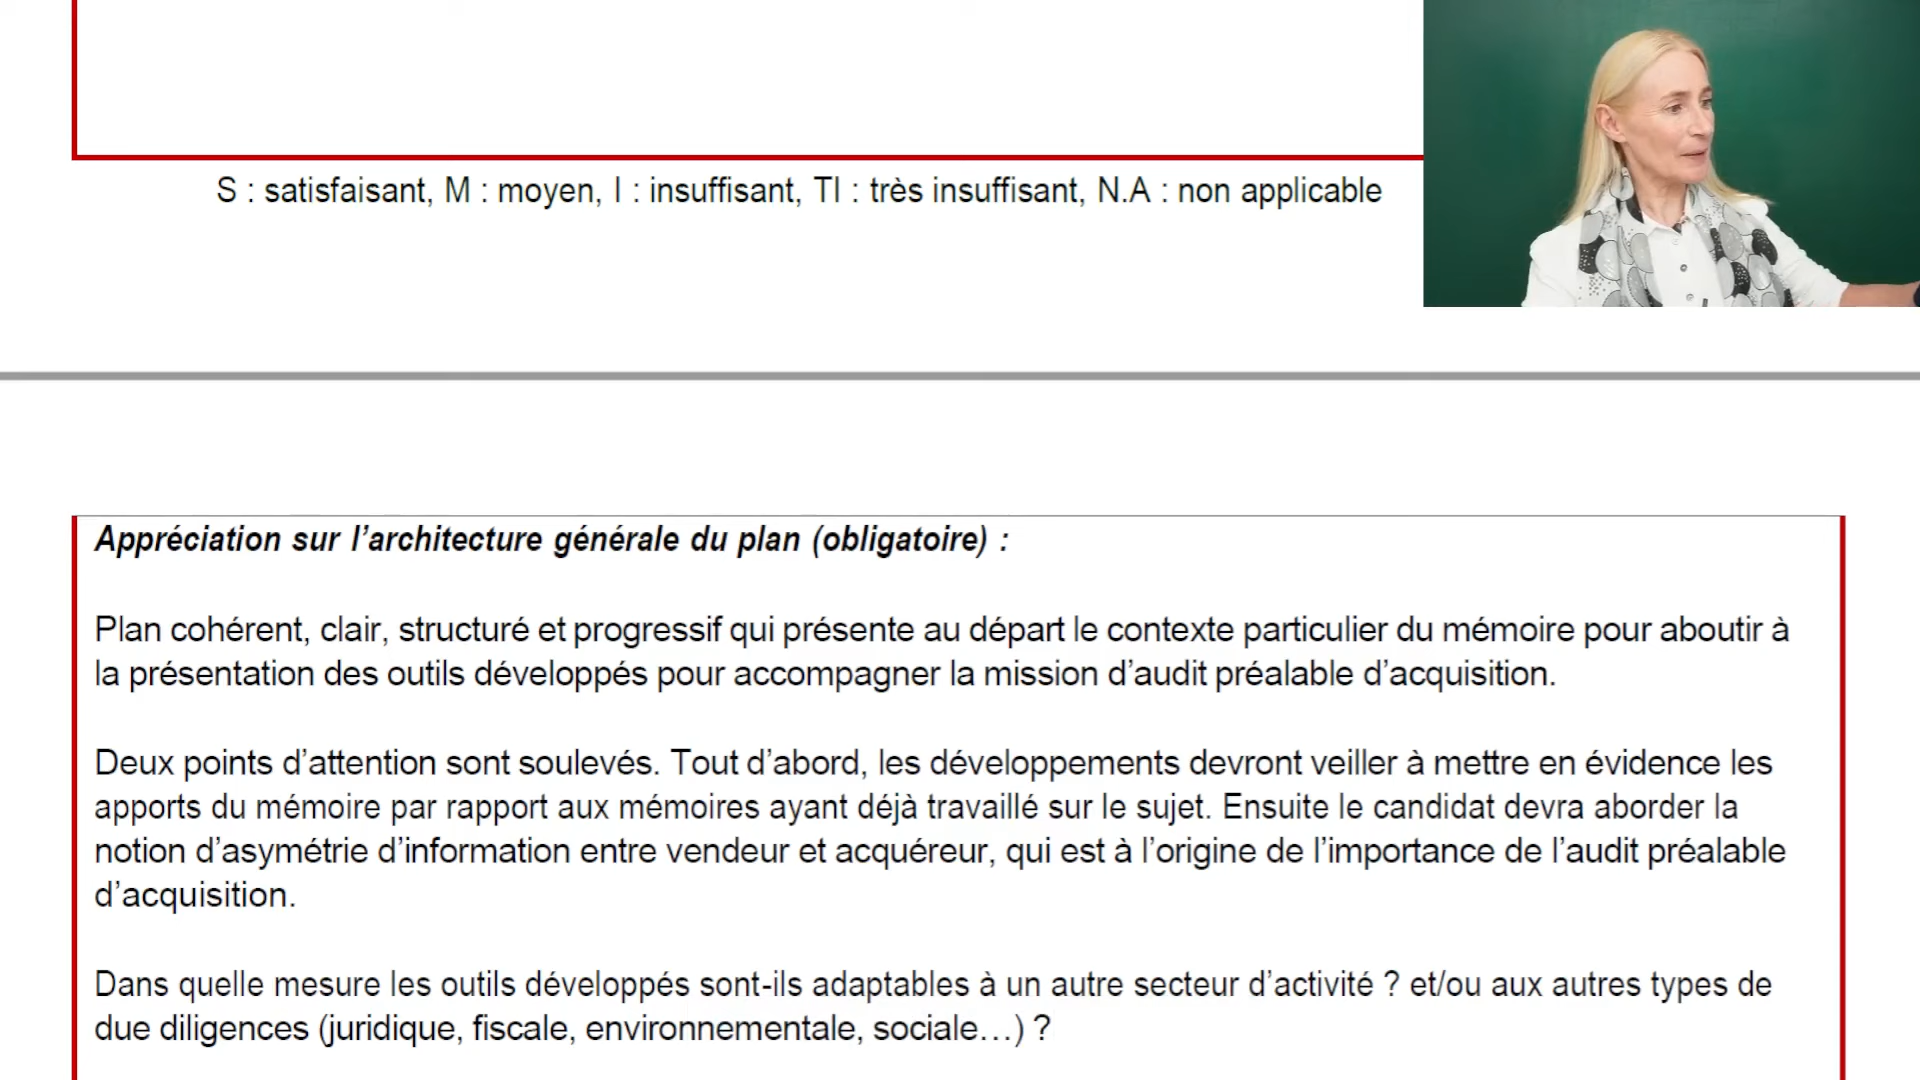 S : satisfaisant, M : moyen, I : insuffisant, TI : très insuffisant, N.A : non applicable
Appréciation sur l’architecture générale du plan (obligatoire) :
Plan cohérent, clair, structuré et progressif qui présente au départ le contexte particulier du mémoire pour aboutir à
la présentation des outils développés pour accompagner la mission d’audit préalable d’acquisition.
Deux points d’attention sont soulevés. Tout d’abord, les développements devront veiller à mettre en évidence les
apports du mémoire par rapport aux mémoires ayant déjà travaillé sur le sujet. Ensuite le candidat devra aborder la
notion d’asymétrie d’information entre vendeur et acquéreur, qui est à l’origine de l’importance de l’audit préalable
d’acquisition.
Dans quelle mesure les outils développés sont-ils adaptables à un autre secteur d’activité ? et/ou aux autres types de
due diligences (juridique, fiscale, environnementale, sociale…) ?